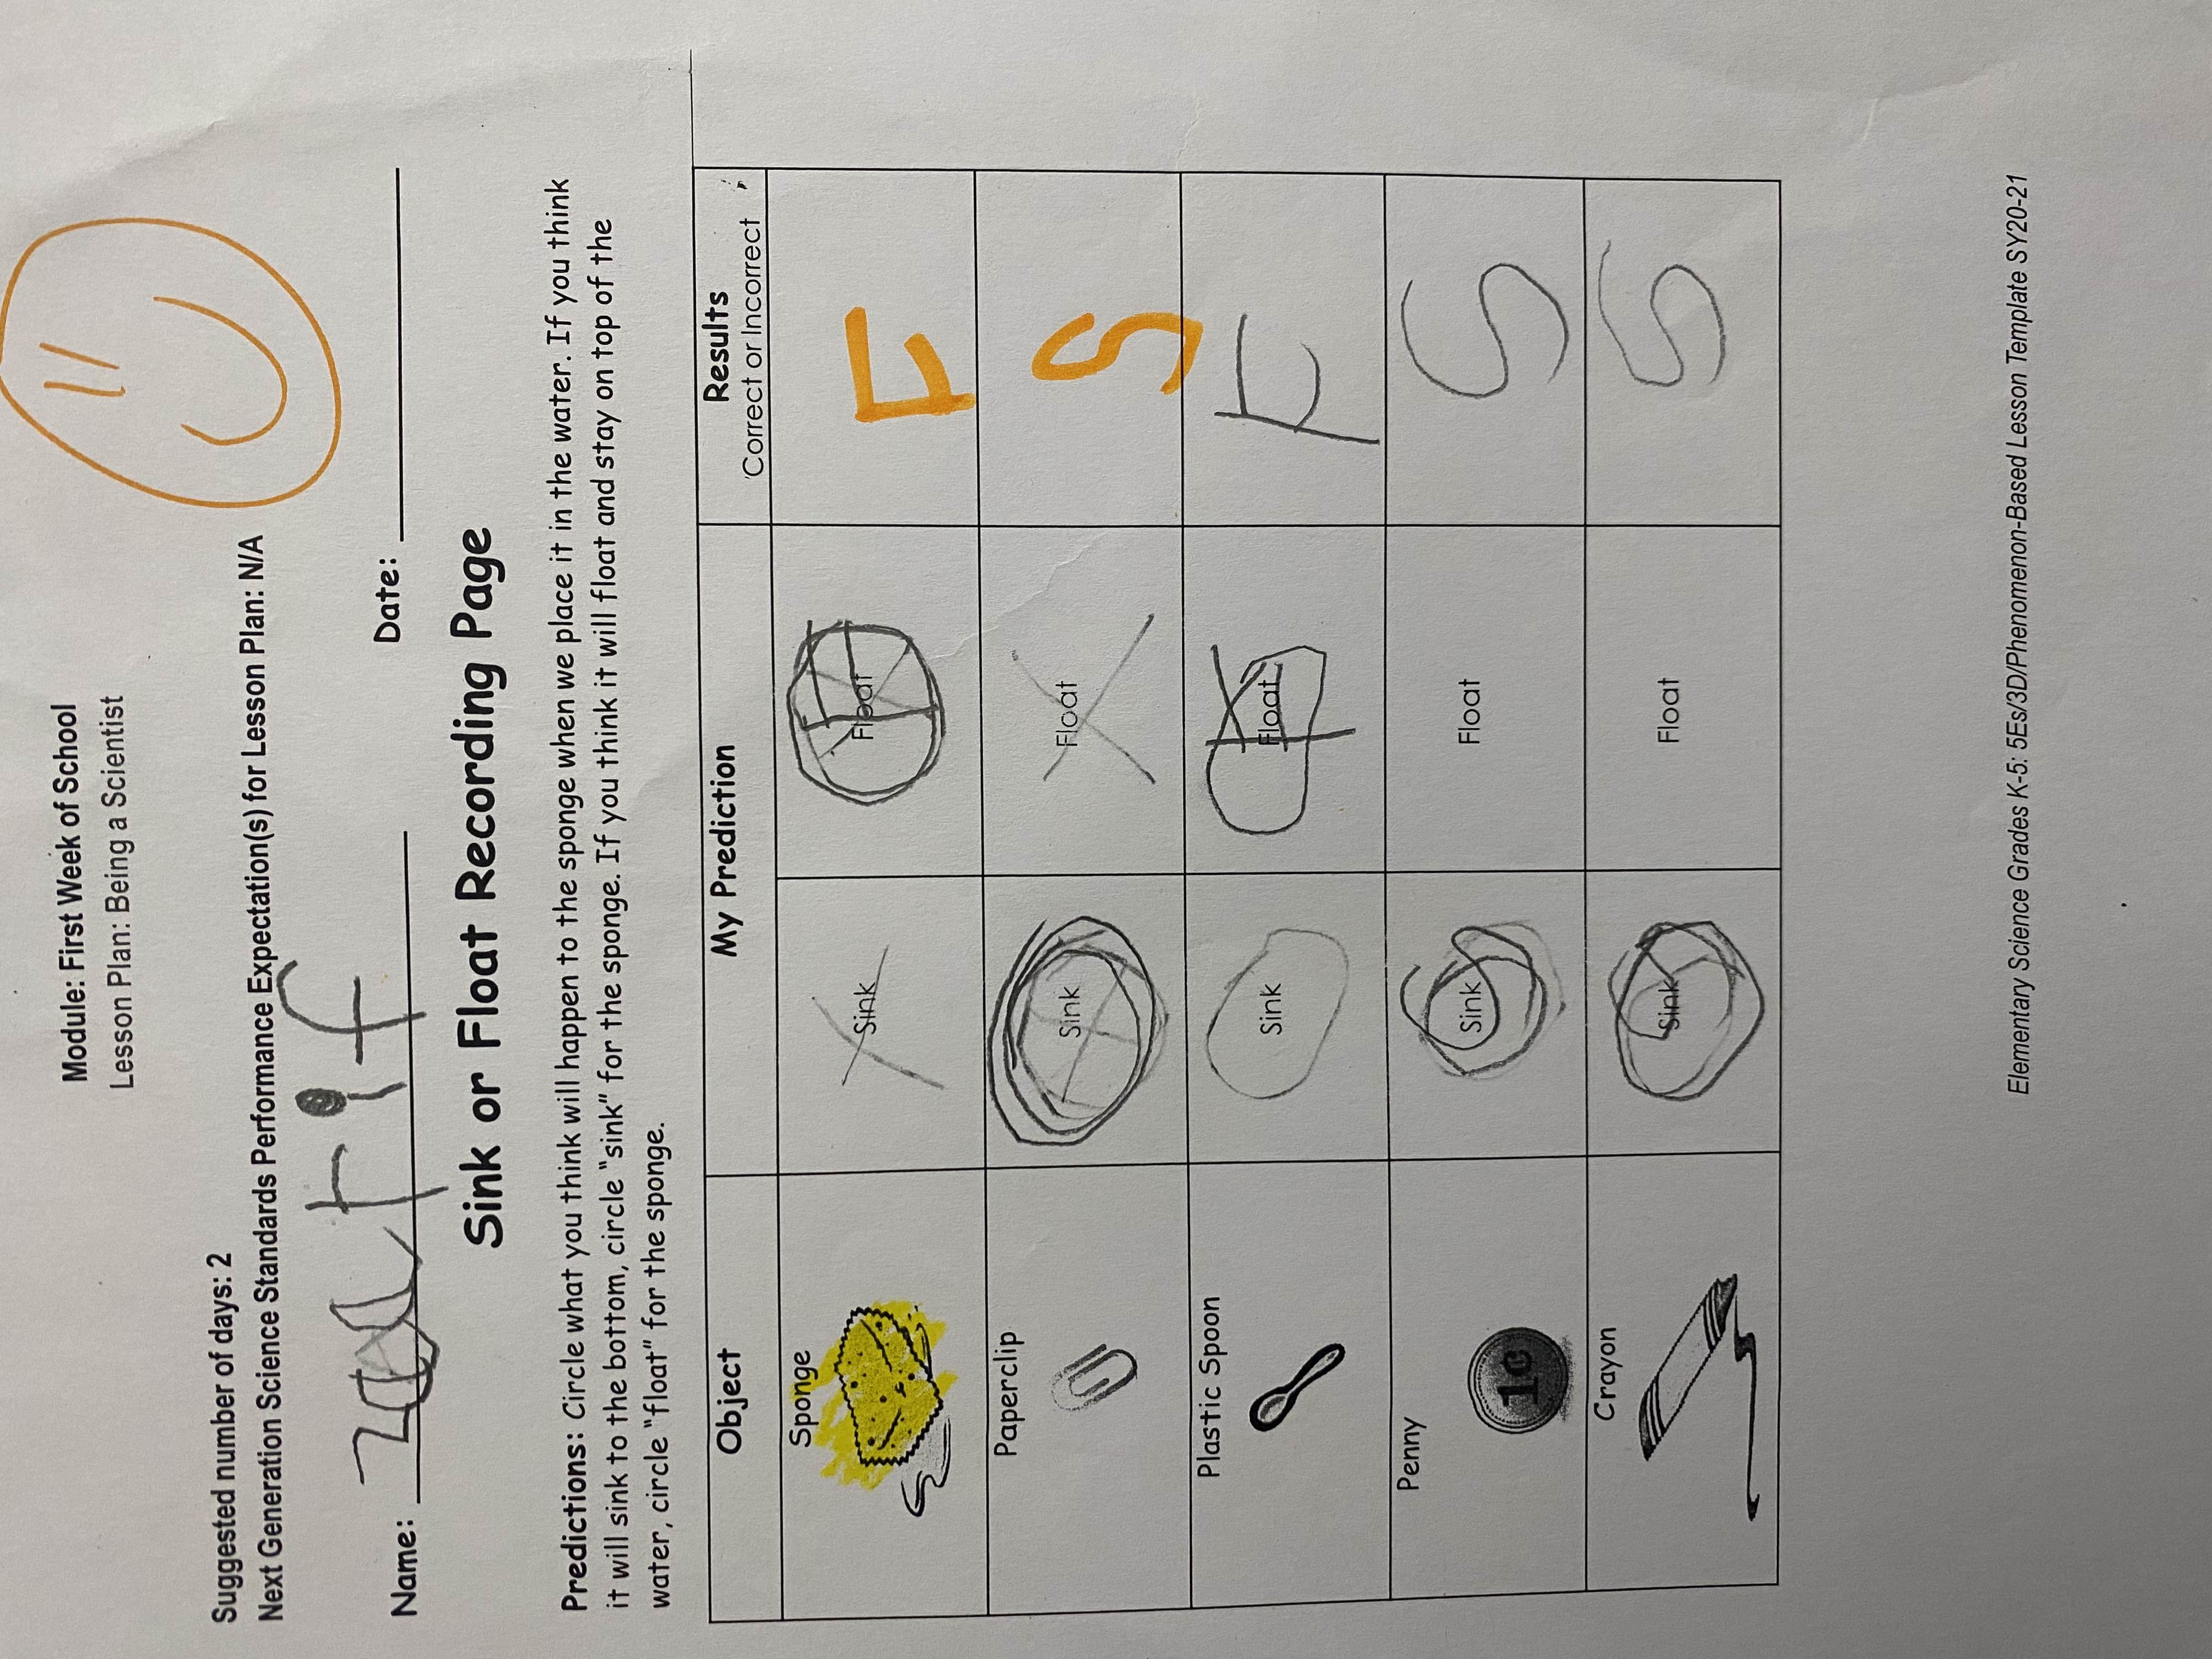 Module: First Week of School
Lesson Plan: Being a Scientist
Suggested number of days: 2
Next Generation Science Standards Performance Expectation(s) for Lesson Plan: N/A
Name: Date:
Sink or Float Recording Page
Predictions: Circle what you think will happen to the sponge when we place it in the water. If you think
it will sink to the bottom, circle "sink" for the sponge. If you think it will float and stay on top of the
water, circle "float" for the sponge.
Object My Prediction Results
Correct or Incorrect
Sponge
Sink Float F
Paperclip
Sink Float S
Plastic Spoon
Sink Float F
Penny
Sink Float S
1¢
Crayon
Sink Float S
Elementary Science Grades K-5: 5Es/3D/Phenomenon-Based Lesson Template SY20-21